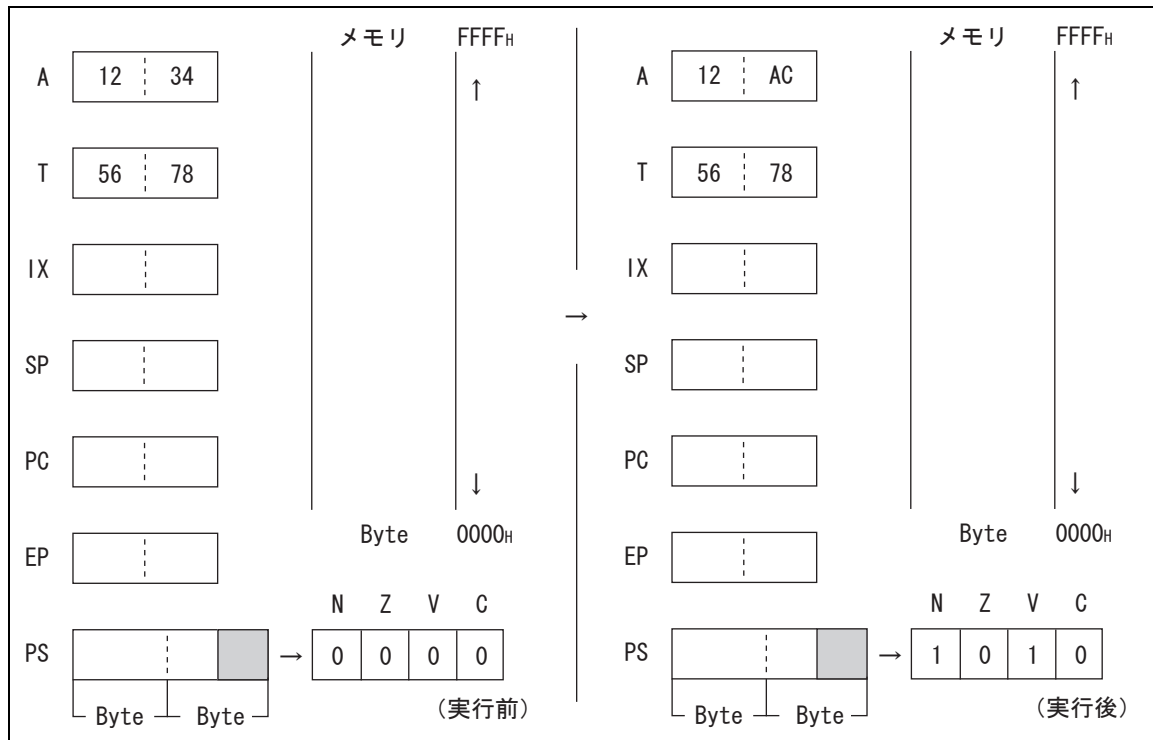 メモリ FFFFH
A 12 34 ↑
T 56 78
IX
SP
PC ↓
Byte 0000H
EP
N Z V C
PS → 0 0 0 0
Byte Byte (実行前)
→
メモリ FFFFH
A 12 AC ↑
T 56 78
IX
SP
PC ↓
Byte 0000H
EP
N Z V C
PS → 1 0 1 0
Byte Byte (実行後)